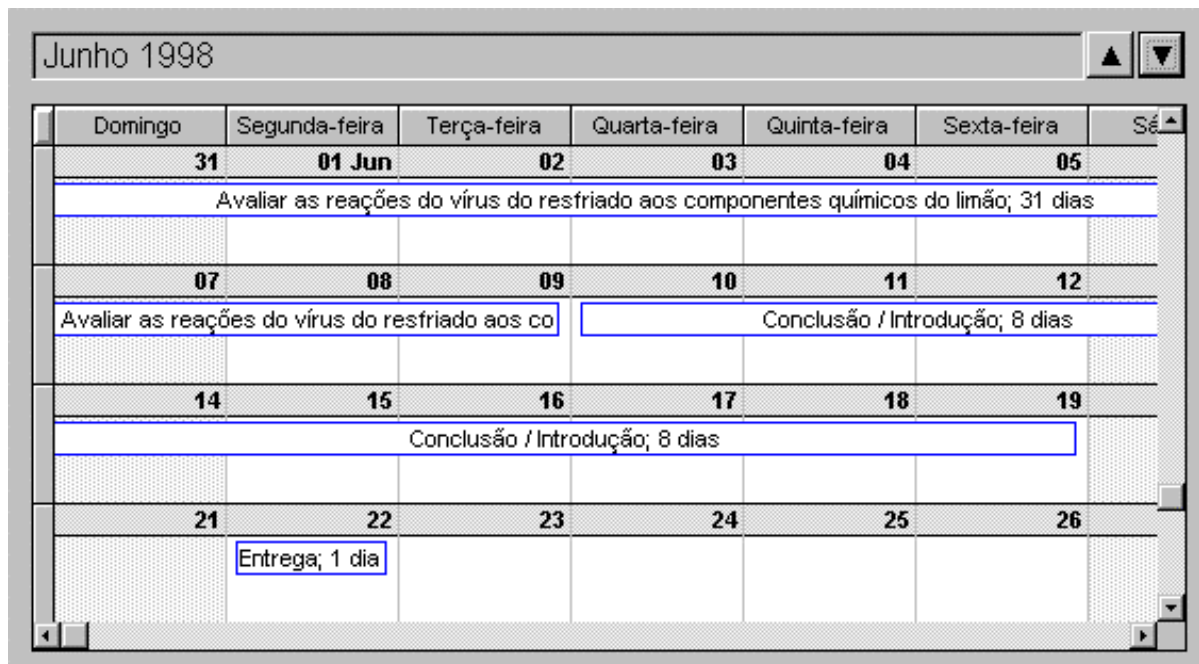 Junho 1998
Domingo Segunda-feira Terça-feira Quarta-feira Quinta-feira Sexta-feira Sá
31 01 Jun 02 03 04 05
Avaliar as reações do vírus do resfriado aos componentes químicos do limão; 31 dias
07 08 09 10 11 12
Avaliar as reações do vírus do resfriado aos co Conclusão / Introdução; 8 dias
14 15 16 17 18 19
Conclusão / Introdução; 8 dias
21 22 23 24 25 26
Entrega; 1 dia